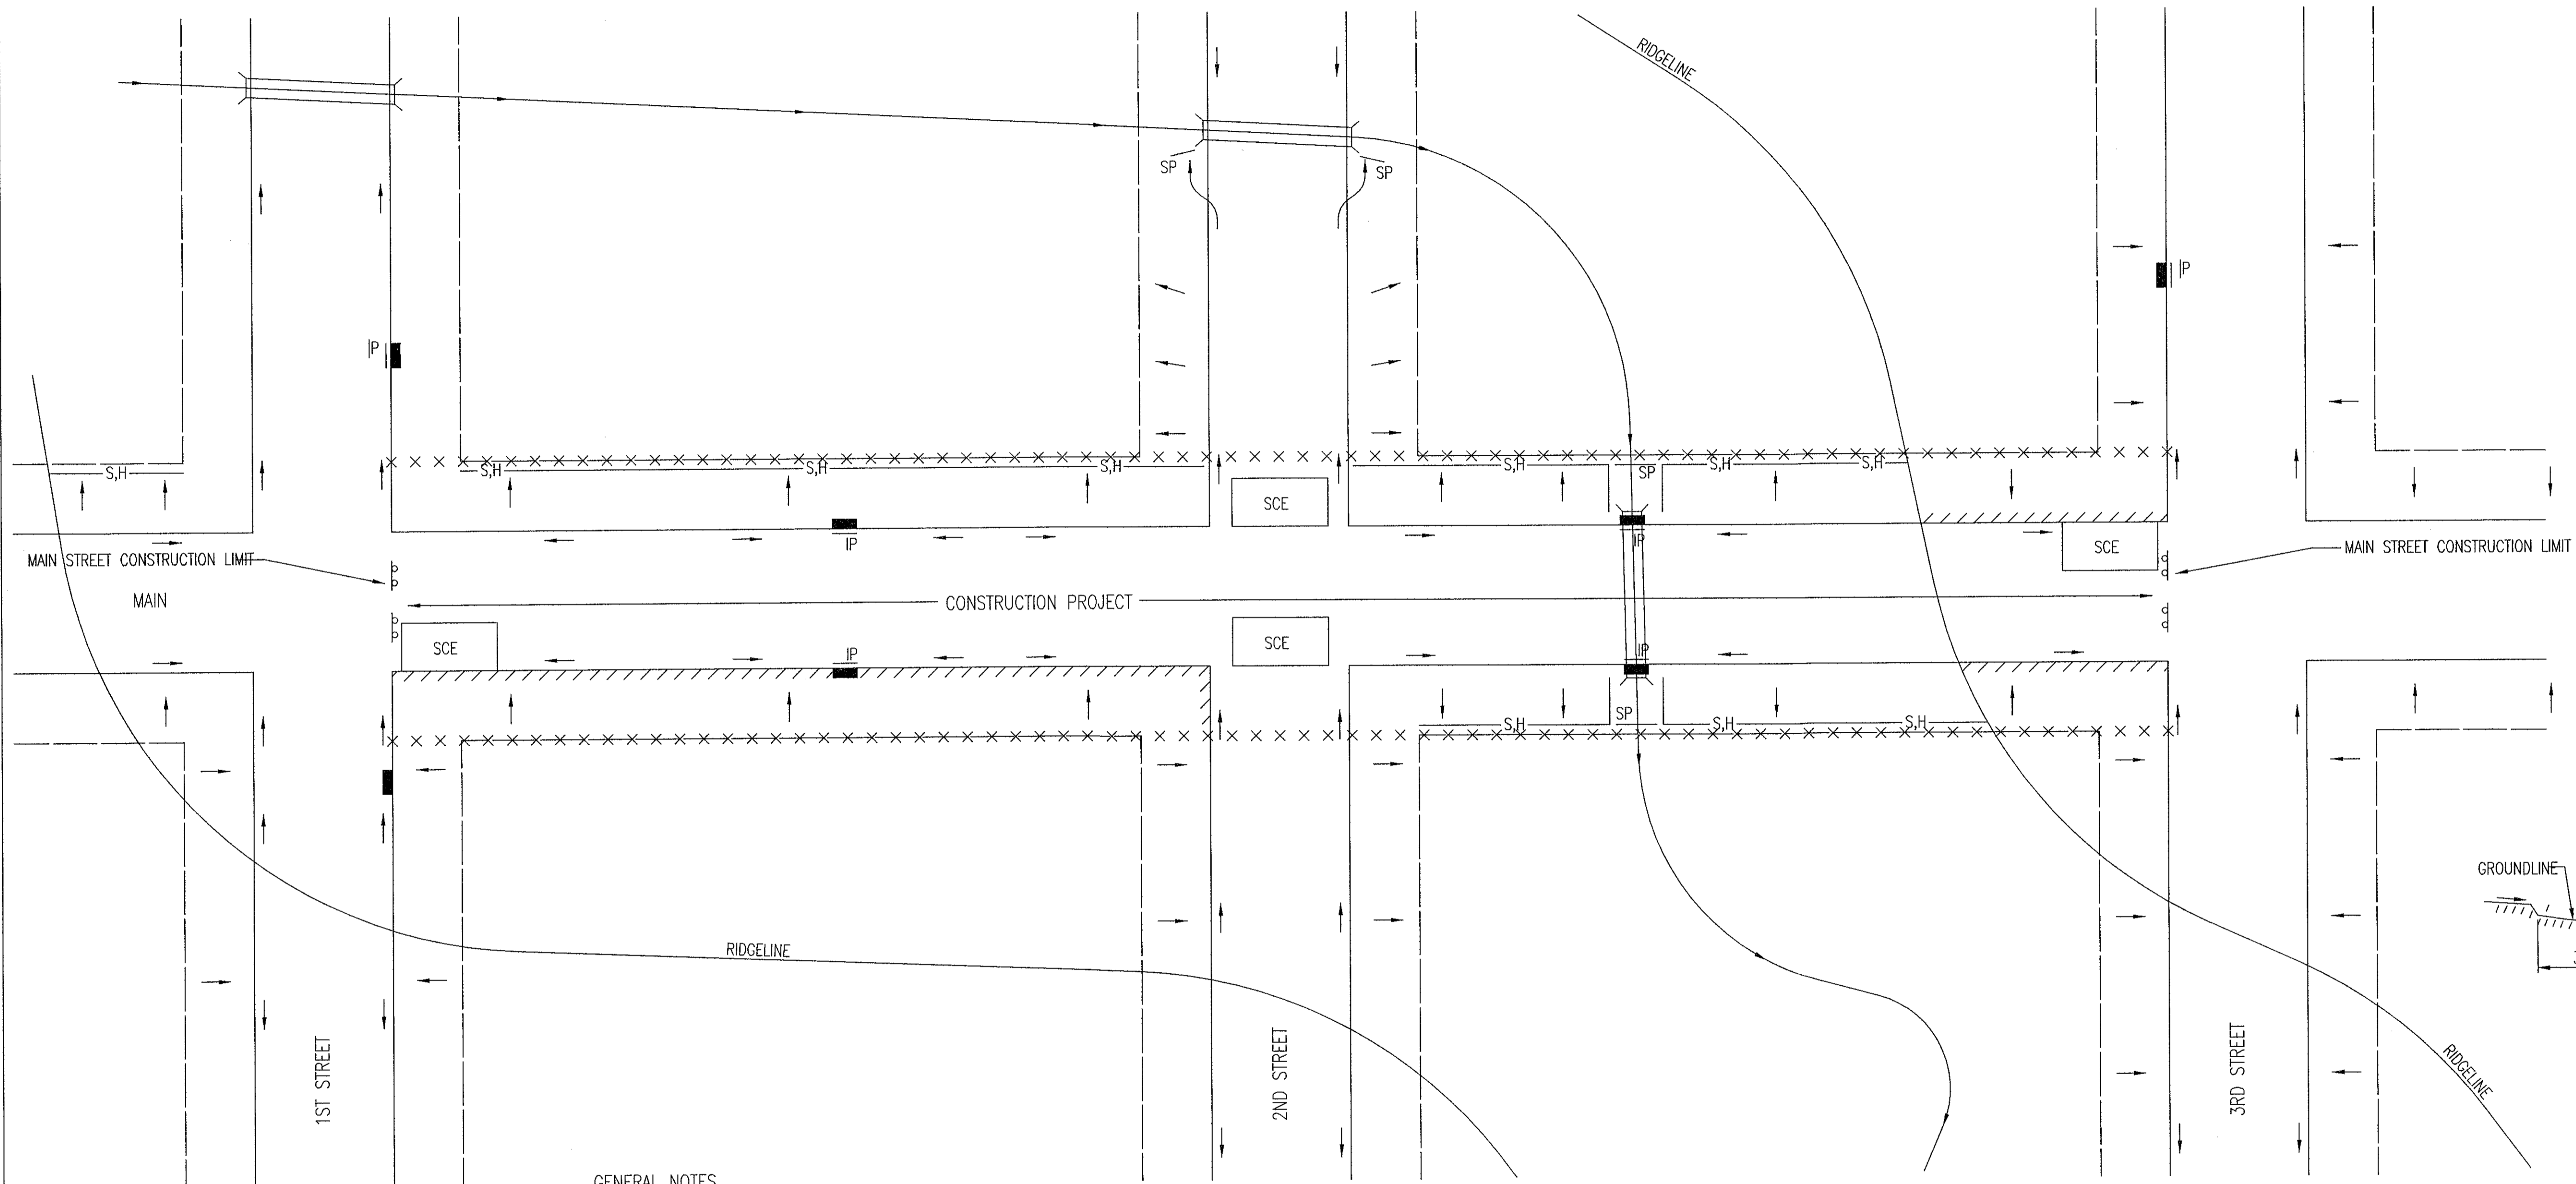 RIDGELINE
SP
SP
IP
IP
S,H
S,H
S,H
S,H
S,H
SP
S,H
S,H
SCE
IP
IP
SCE
MAIN STREET CONSTRUCTION LIMIT
MAIN STREET CONSTRUCTION LIMIT
MAIN
CONSTRUCTION PROJECT
SCE
SCE
IP
IP
S,H
SP
S,H
S,H
GROUNDLINE
RIDGELINE
1ST STREET
2ND STREET
3RD STREET
RIDGELINE
GENERAL NOTES